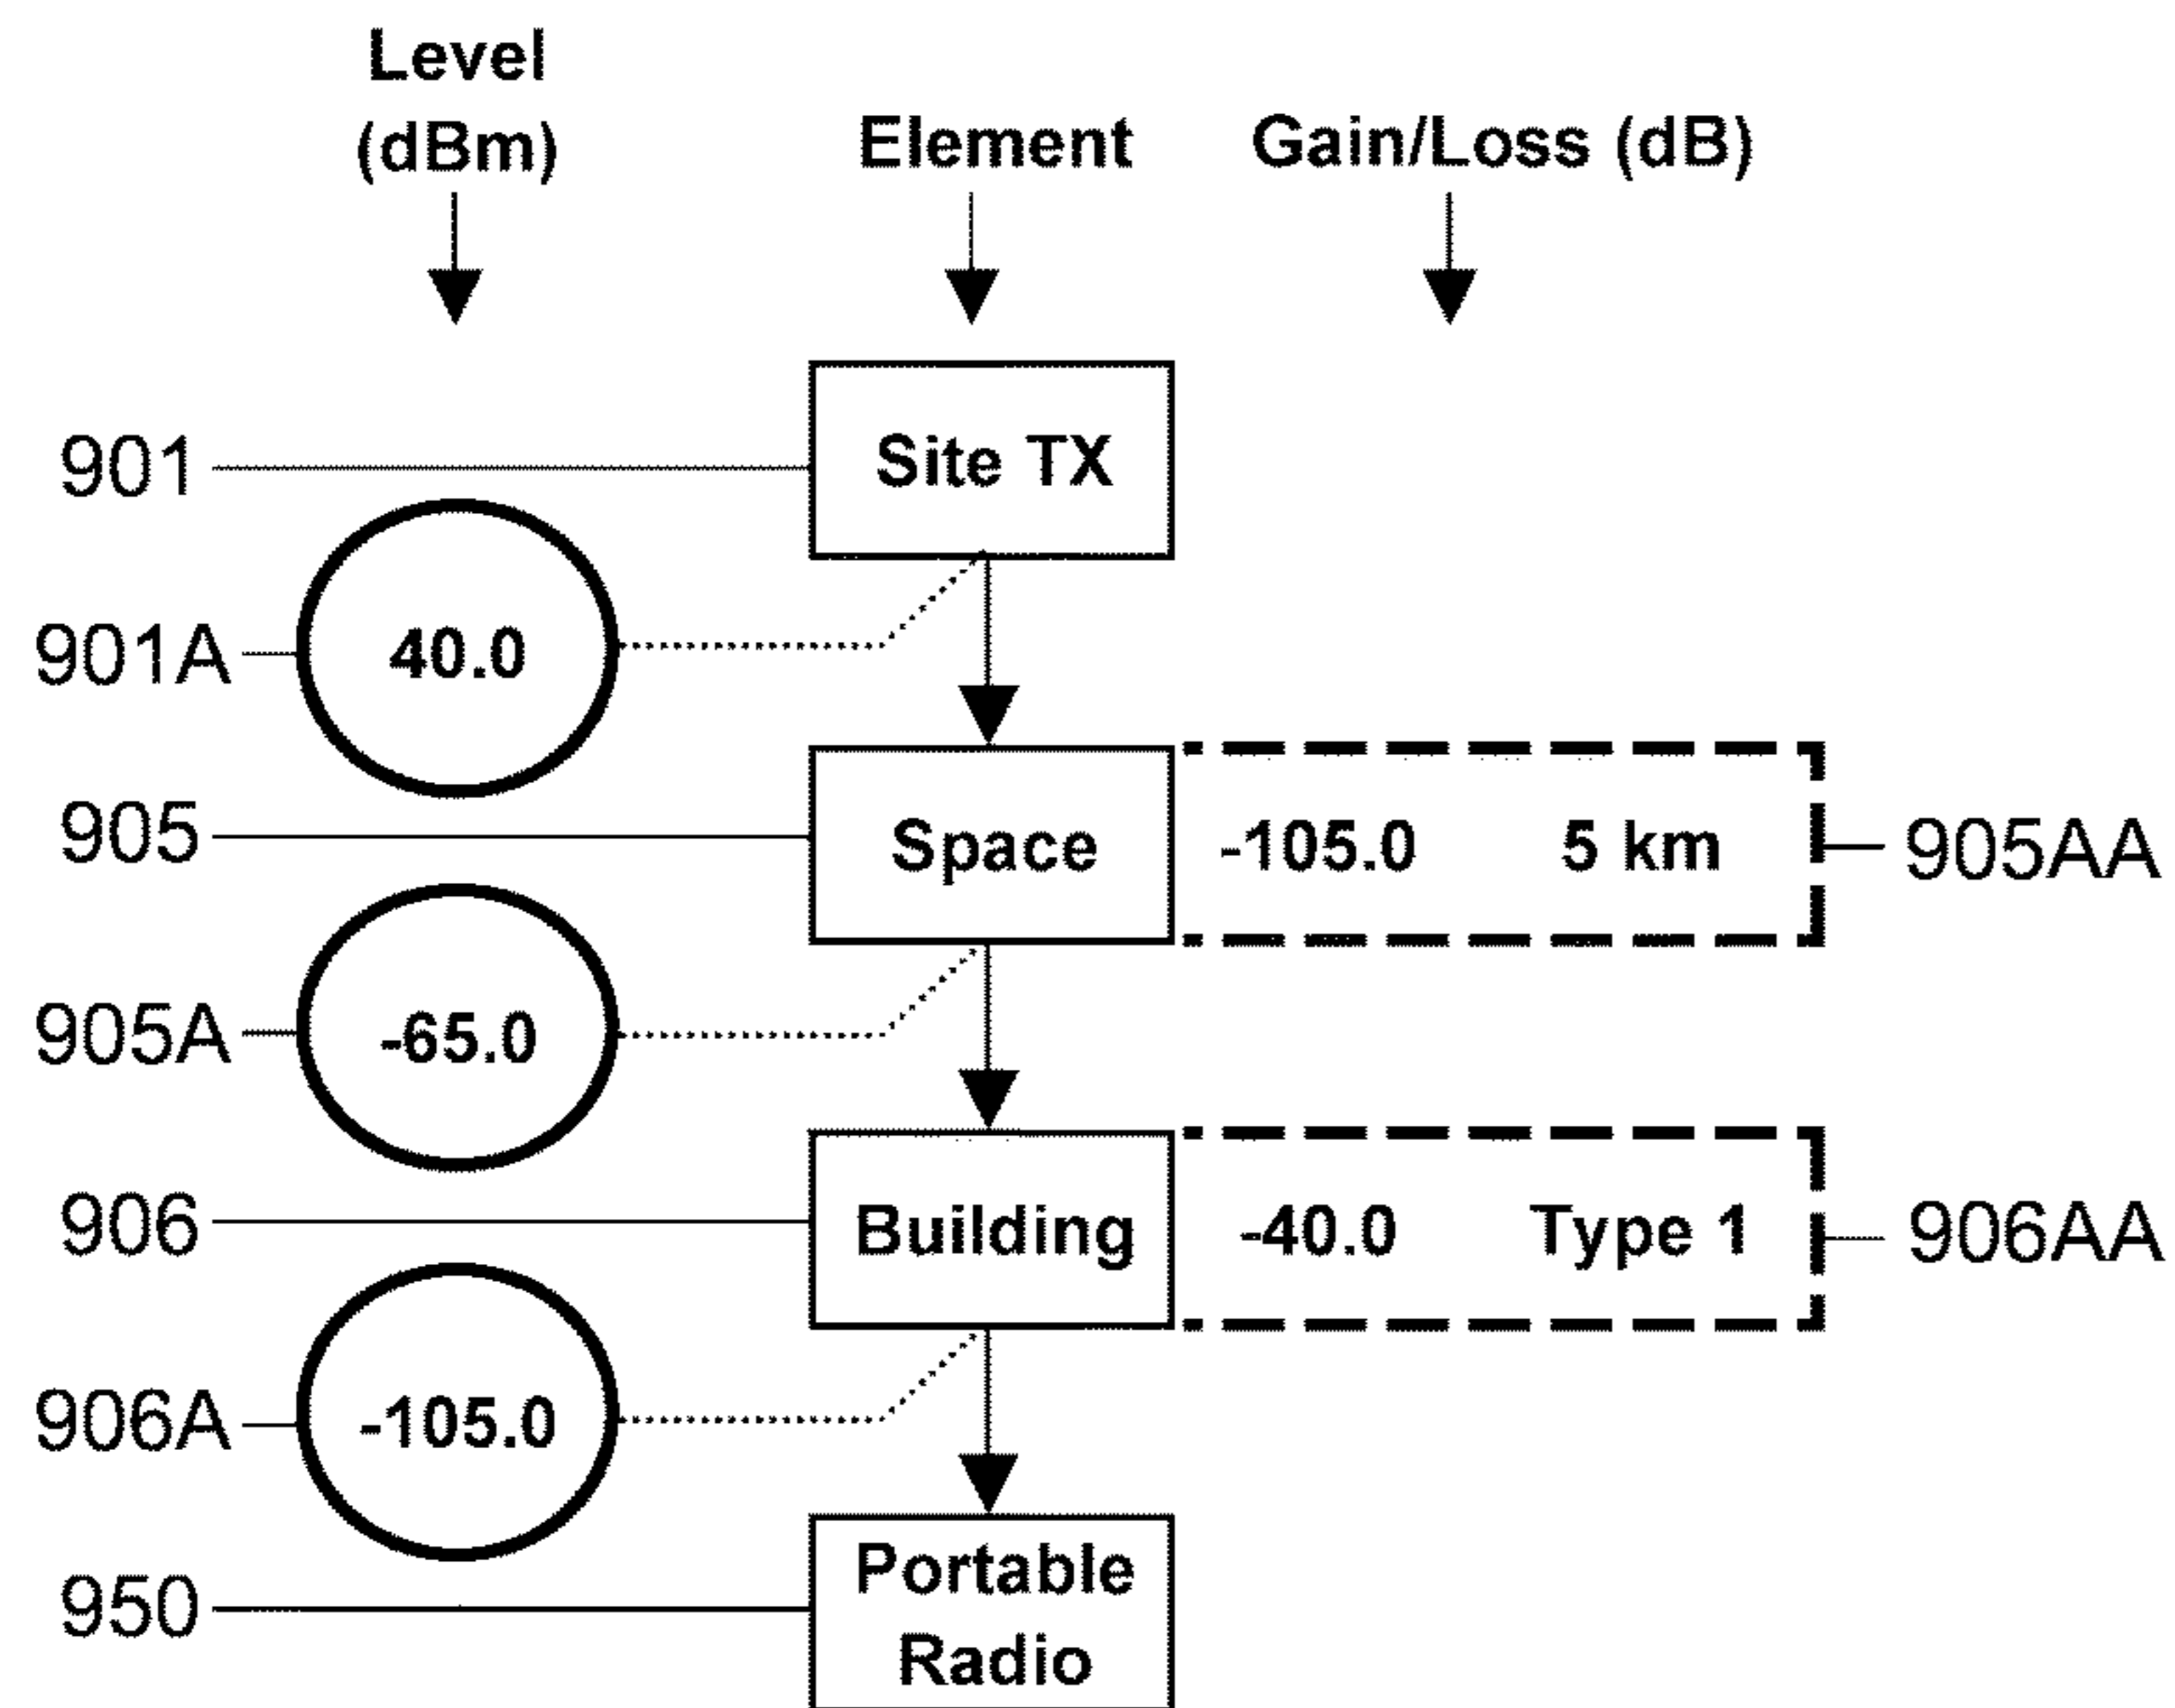 Level
(dBm)
Element
Gain/Loss (dB)
901
Site TX
901A
40.0
905
Space
-105.0
5 km
905AA
905A
-65.0
906
Building
-40.0
Type 1
906AA
906A
-105.0
950
Portable
Radio